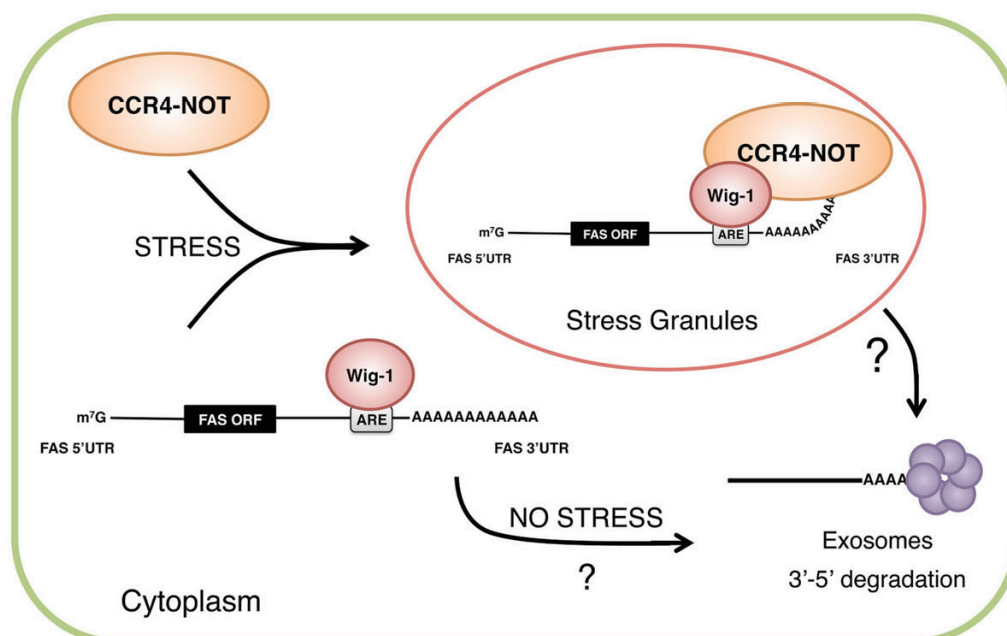 CCR4-NOT
STRESS
CCR4-NOT
Wig-1
m⁷G
FAS ORF
ARE
AAAAAAAAAA
FAS 5'UTR
FAS 3'UTR
Stress Granules
?
Wig-1
m⁷G
FAS ORF
ARE
AAAAAAAAAAAA
FAS 5'UTR
FAS 3'UTR
NO STRESS
?
AAAA
Exosomes
3'-5' degradation
Cytoplasm